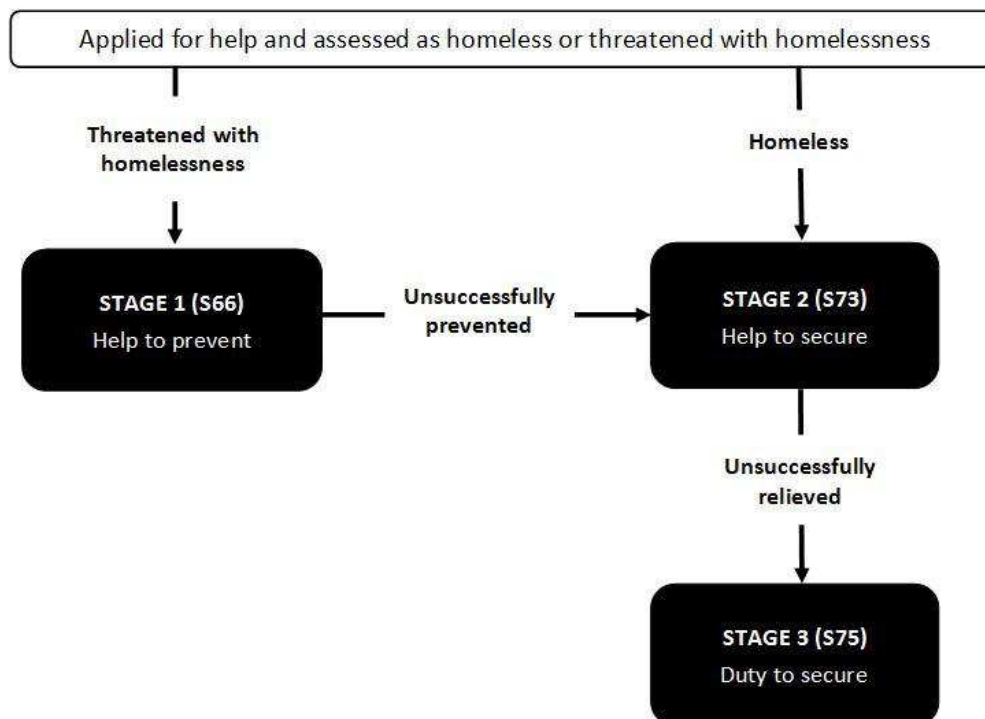 Applied for help and assessed as homeless or threatened with homelessness
Threatened with
homelessness
Homeless
STAGE 1 (S66)
Help to prevent
Unsuccessfully
prevented
STAGE 2 (S73)
Help to secure
Unsuccessfully
relieved
STAGE 3 (S75)
Duty to secure